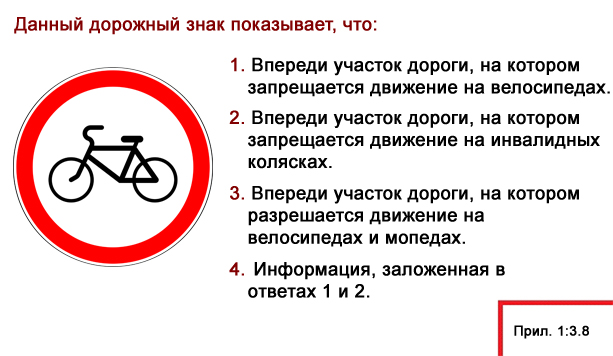 Данный дорожный знак показывает, что:
1. Впереди участок дороги, на котором
запрещается движение на велосипедах.
2. Впереди участок дороги, на котором
запрещается движение на инвалидных
колясках.
3. Впереди участок дороги, на котором
разрешается движение на
велосипедах и мопедах.
4. Информация, заложенная в
ответах 1 и 2.
Прил. 1:3.8